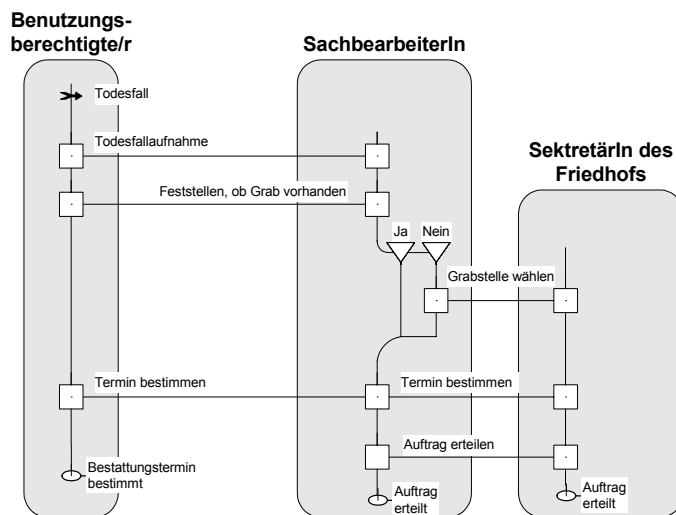 Benutzungs-
berechtigte/r
SachbearbeiterIn
Todesfall
Todesfallaufnahme
SektretärIn des
Friedhofs
Feststellen, ob Grab vorhanden
Ja
Nein
Grabstelle wählen
Termin bestimmen
Termin bestimmen
Auftrag erteilen
Bestattungstermin
bestimmt
Auftrag
erteilt
Auftrag
erteilt